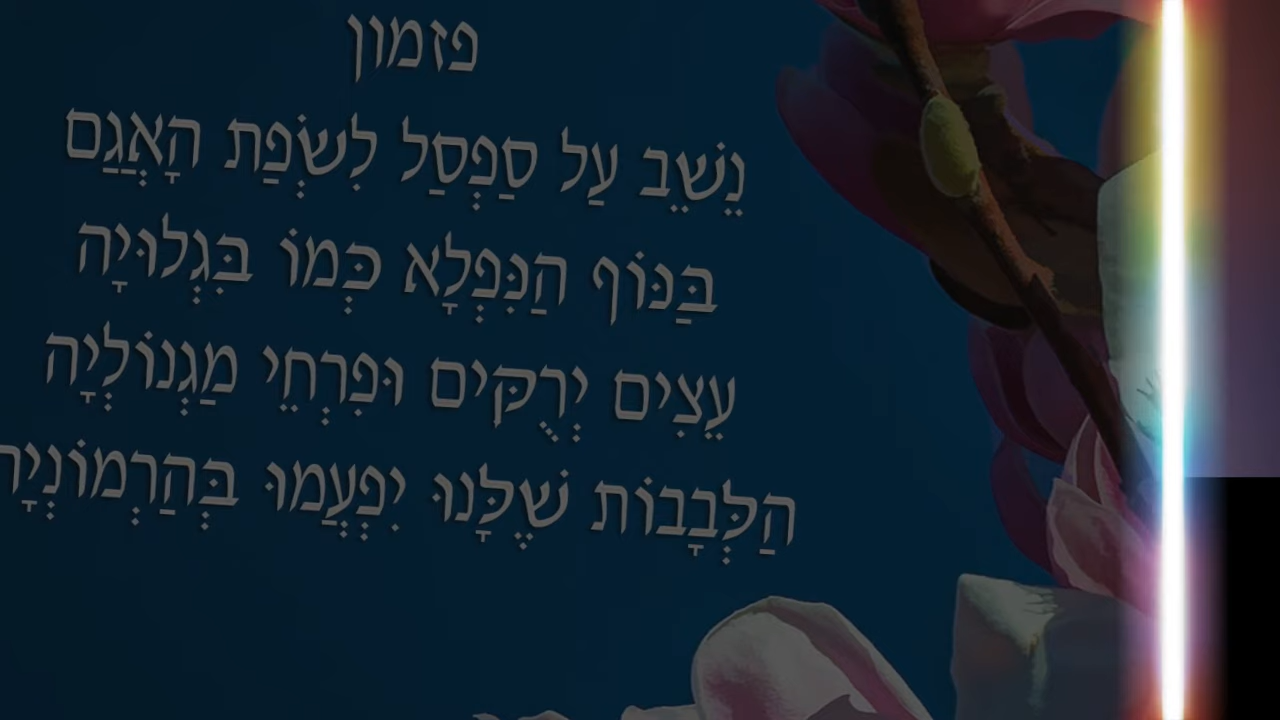 פזמון
נֵשֵׁב עַל סַפְסַל לִשְׂפַת הָאֲגַם
בַּנּוֹף הַנִּפְלָא כְּמוֹ בִּגְלוּיָה
עֵצִים יְרֻקִּים וּפִרְחֵי מַגְנוֹלְיָה
הַלְּבָבוֹת שֶׁלָּנוּ יִפְעֲמוּ בְּהַרְמוֹנְיָה